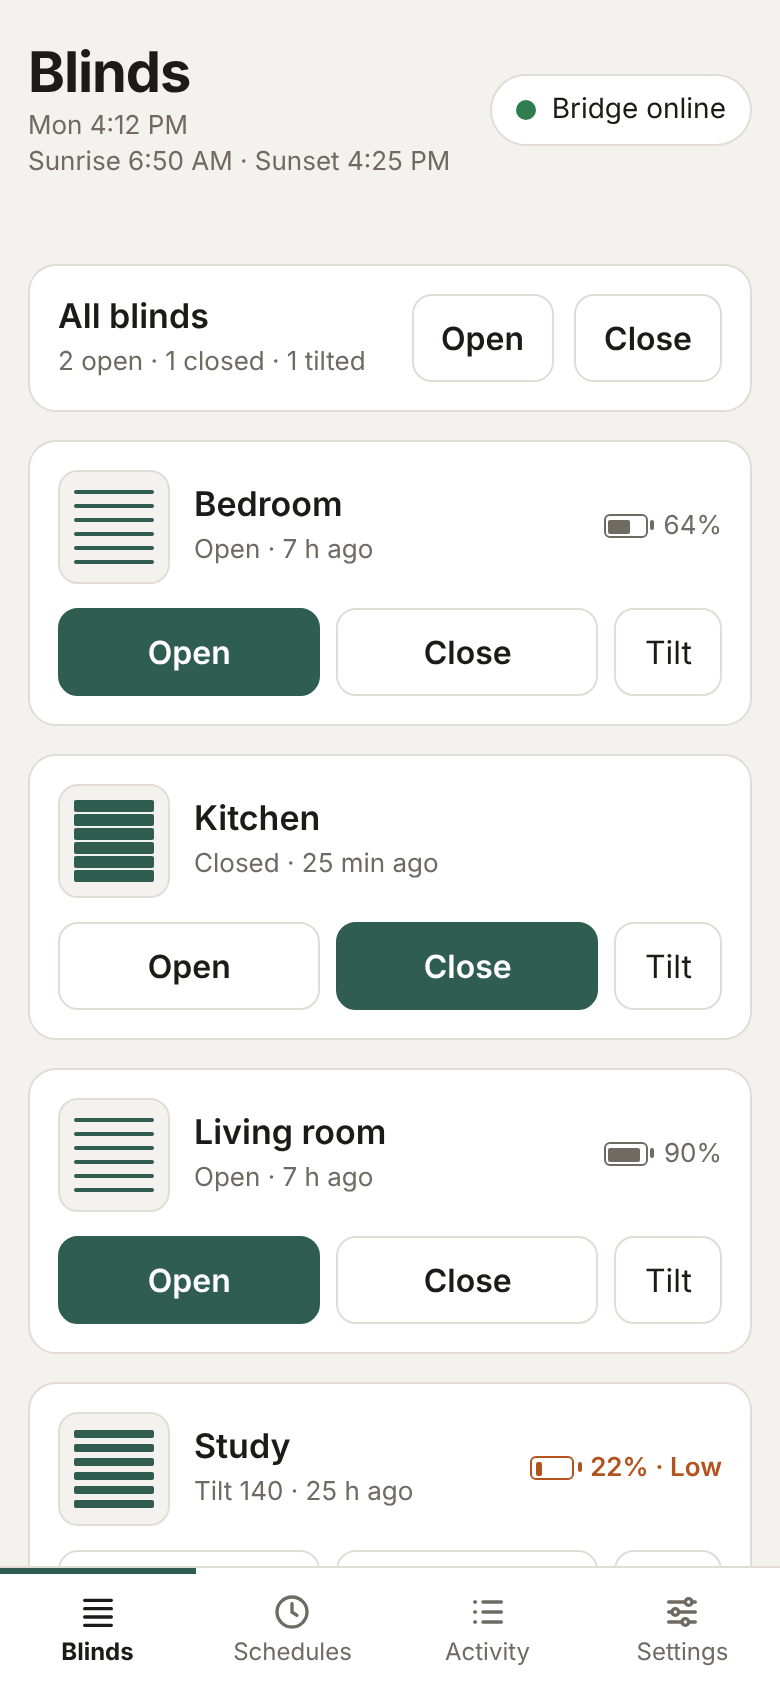 Blinds
Mon 4:12 PM
Sunrise 6:50 AM · Sunset 4:25 PM
Bridge online
All blinds
2 open · 1 closed · 1 tilted
Open
Close
Bedroom
Open · 7 h ago
64%
Open
Close
Tilt
Kitchen
Closed · 25 min ago
Open
Close
Tilt
Living room
Open · 7 h ago
90%
Open
Close
Tilt
Study
Tilt 140 · 25 h ago
22% · Low
Blinds
Schedules
Activity
Settings